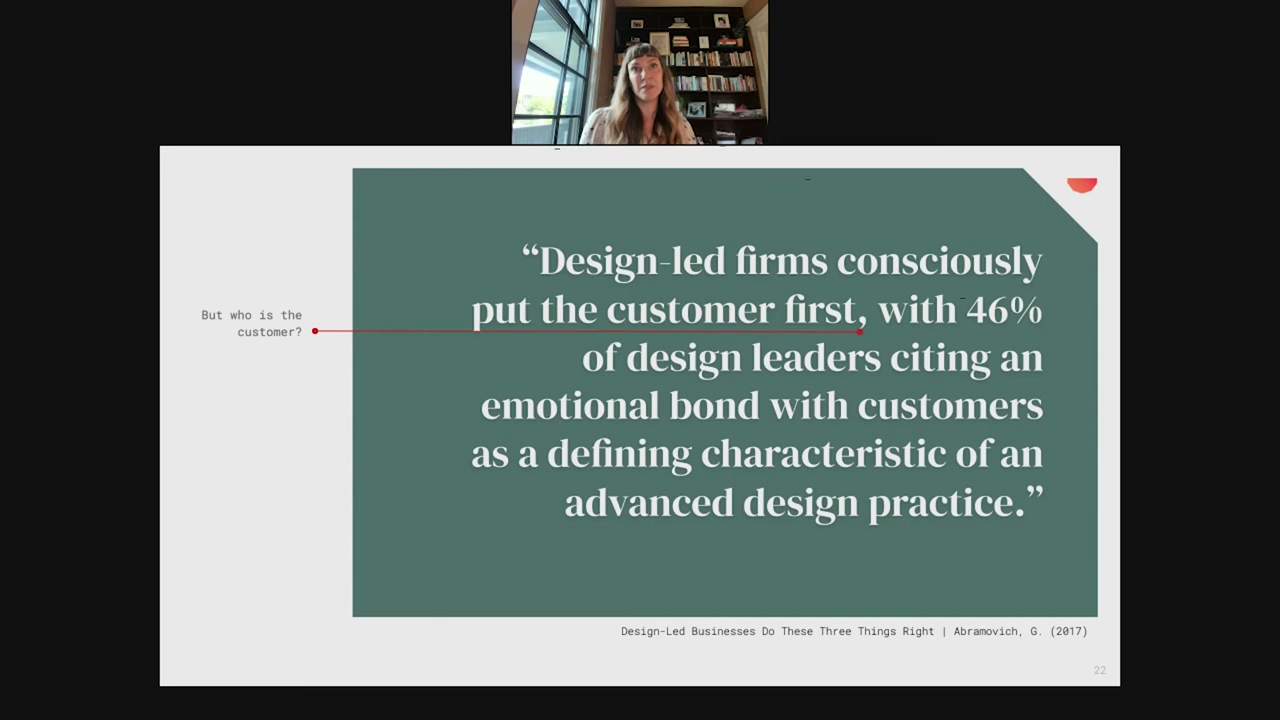 But who is the
customer?
“Design-led firms consciously
put the customer first, with 46%
of design leaders citing an
emotional bond with customers
as a defining characteristic of an
advanced design practice.”
Design-Led Businesses Do These Three Things Right | Abramovich, G. (2017)
22